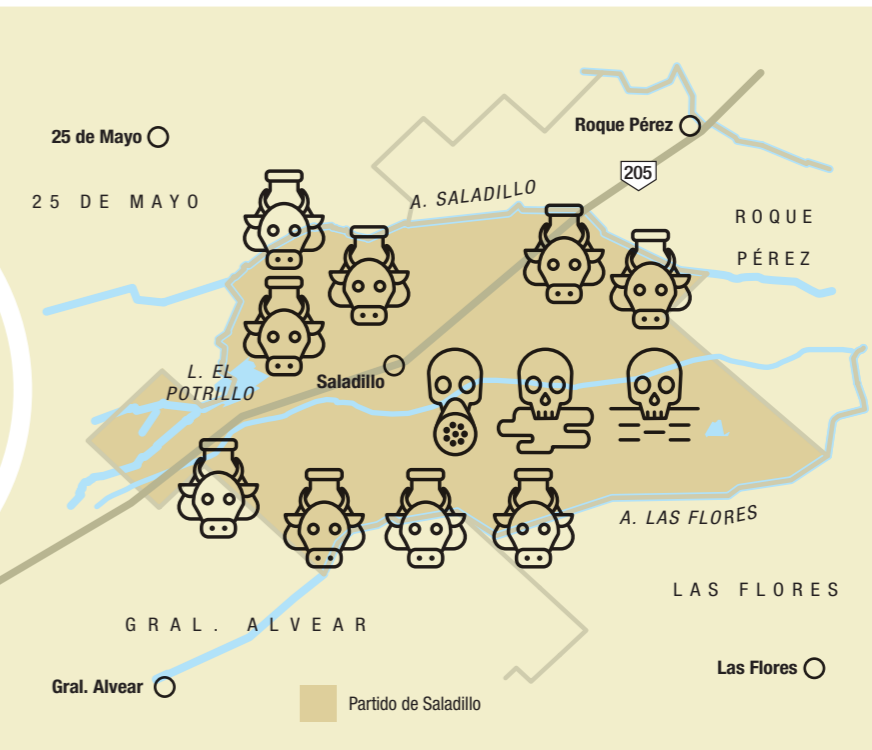 Roque Pérez
25 de Mayo
205
A. SALADILLO
25 DE MAYO
ROQUE
PÉREZ
L. EL
POTRILLO
Saladillo
A. LAS FLORES
LAS FLORES
GRAL. ALVEAR
Las Flores
Gral. Alvear
Partido de Saladillo